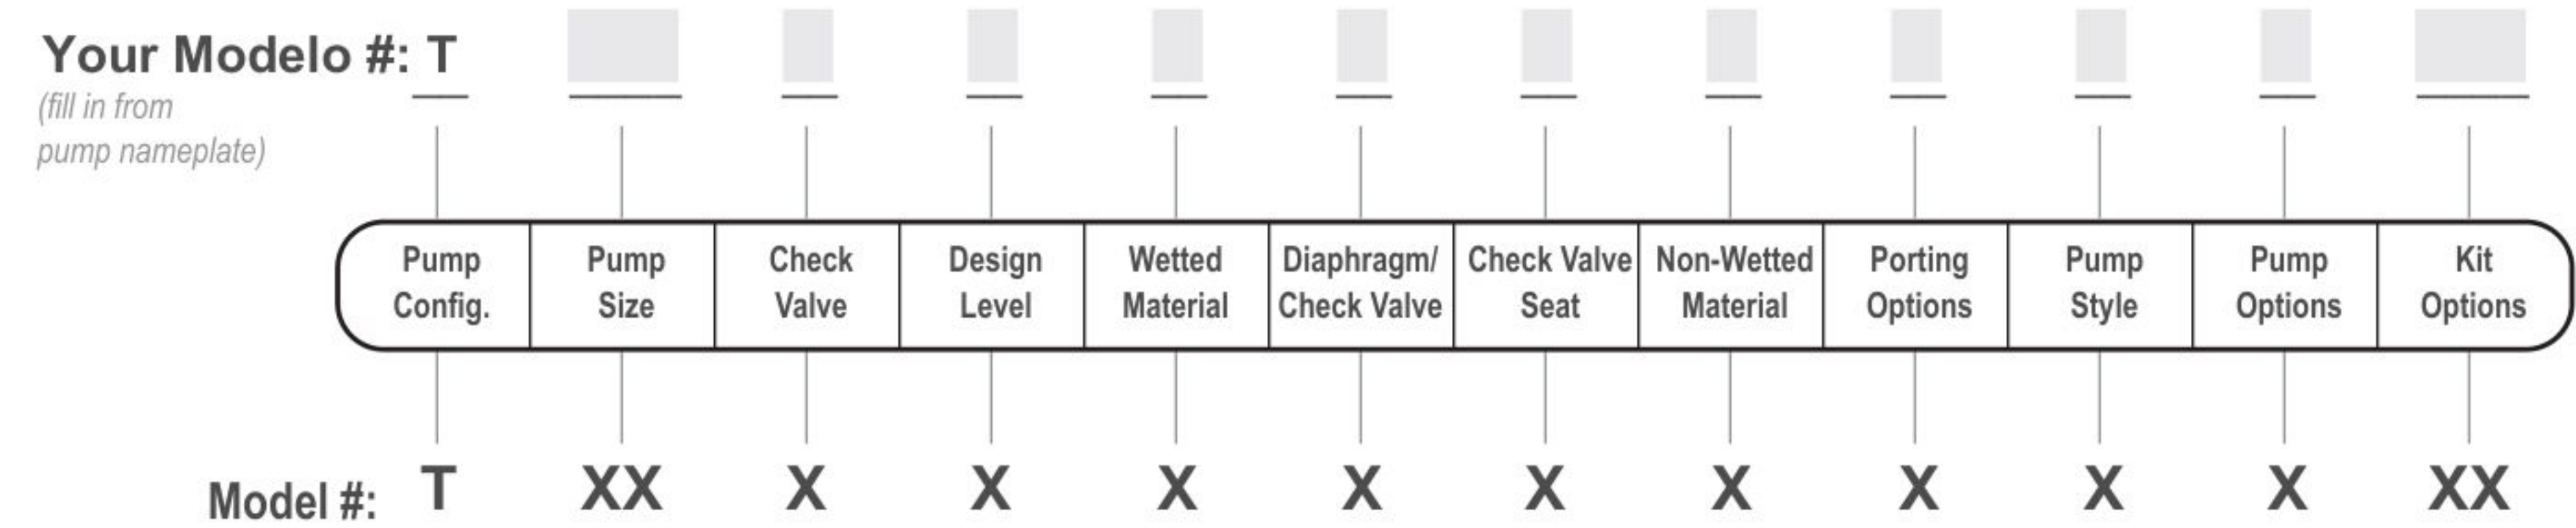 Your Modelo #: T
(fill in from
pump nameplate)
Pump Pump Check Design Wetted Diaphragm/ Check Valve Non-Wetted Porting Pump Pump Kit
Config. Size Valve Level Material Check Valve Seat Material Options Style Options Options
Model #: T XX X X X X X X X X X XX